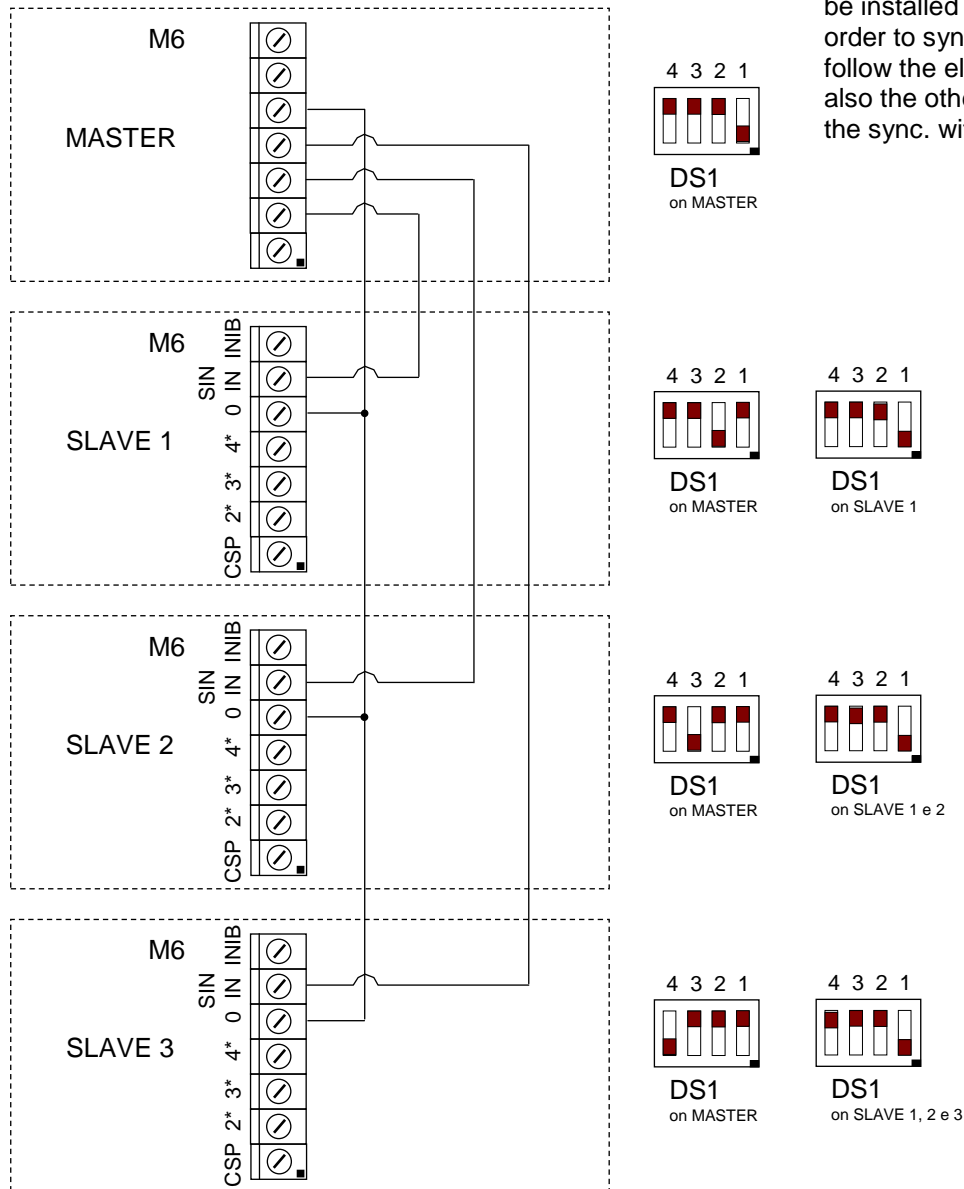 be installed
order to syn
follow the el
also the othe
the sync. wi
M6
MASTER
4 3 2 1
DS1
on MASTER
M6
SLAVE 1
SIN
INIB
IN
0
4*
3*
2*
CSP
4 3 2 1
DS1
on MASTER
4 3 2 1
DS1
on SLAVE 1
M6
SLAVE 2
SIN
INIB
IN
0
4*
3*
2*
CSP
4 3 2 1
DS1
on MASTER
4 3 2 1
DS1
on SLAVE 1 e 2
M6
SLAVE 3
SIN
INIB
IN
0
4*
3*
2*
CSP
4 3 2 1
DS1
on MASTER
4 3 2 1
DS1
on SLAVE 1, 2 e 3